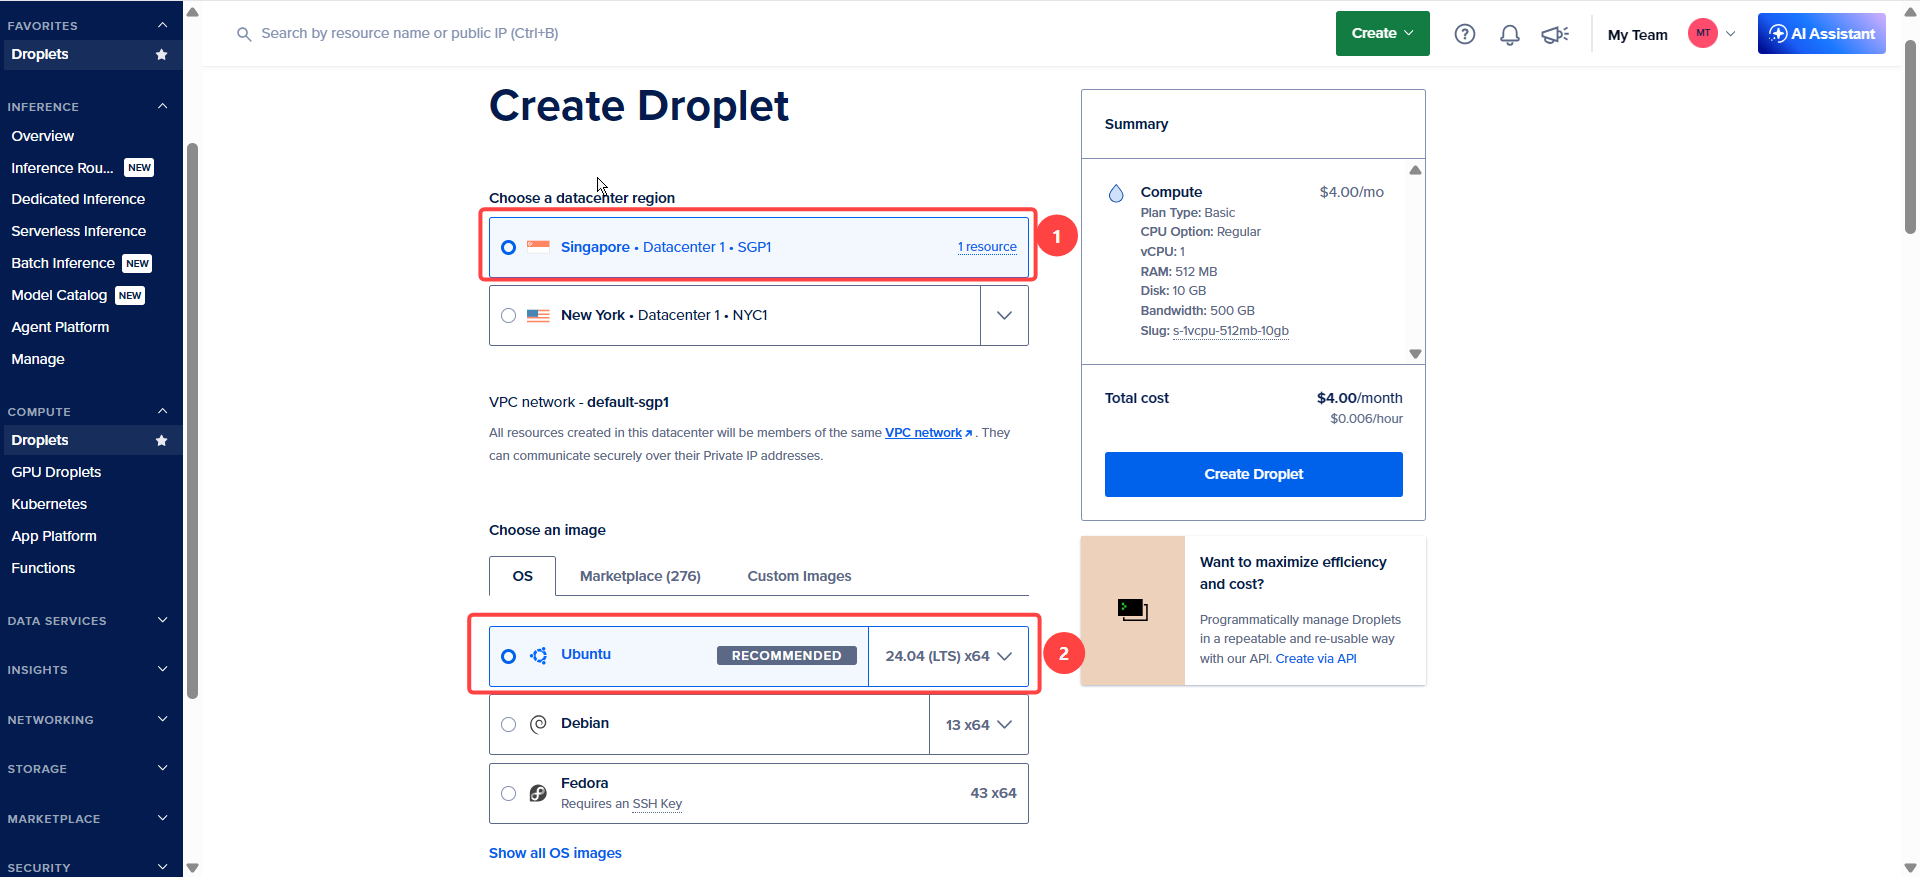 FAVORITES
Droplets
INFERENCE
Overview
Inference Rou... NEW
Dedicated Inference
Serverless Inference
Batch Inference NEW
Model Catalog NEW
Agent Platform
Manage
COMPUTE
Droplets
GPU Droplets
Kubernetes
App Platform
Functions
DATA SERVICES
INSIGHTS
NETWORKING
STORAGE
MARKETPLACE
SECURITY
Search by resource name or public IP (Ctrl+B)
Create
My Team
MT
AI Assistant
Create Droplet
Choose a datacenter region
Singapore • Datacenter 1 • SGP1
1 resource
1
New York • Datacenter 1 • NYC1
VPC network - default-sgp1
All resources created in this datacenter will be members of the same VPC network ↗. They
can communicate securely over their Private IP addresses.
Choose an image
OS
Marketplace (276)
Custom Images
Ubuntu
RECOMMENDED
24.04 (LTS) x64
2
Debian
13 x64
Fedora
Requires an SSH Key
43 x64
Show all OS images
Summary
Compute
$4.00/mo
Plan Type: Basic
CPU Option: Regular
vCPU: 1
RAM: 512 MB
Disk: 10 GB
Bandwidth: 500 GB
Slug: s-1vcpu-512mb-10gb
Total cost
$4.00/month
$0.006/hour
Create Droplet
Want to maximize efficiency
and cost?
Programmatically manage Droplets
in a repeatable and re-usable way
with our API. Create via API